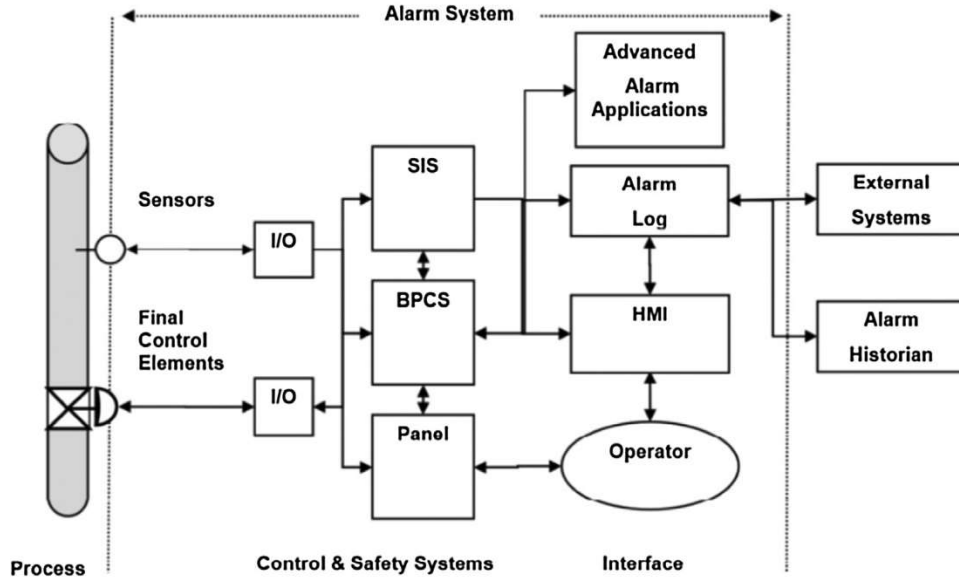 Alarm System
Advanced
Alarm
Applications
SIS
Alarm
Log
External
Systems
Sensors
I/O
BPCS
HMI
Alarm
Historian
Final
Control
Elements
I/O
Panel
Operator
Process
Control & Safety Systems
Interface